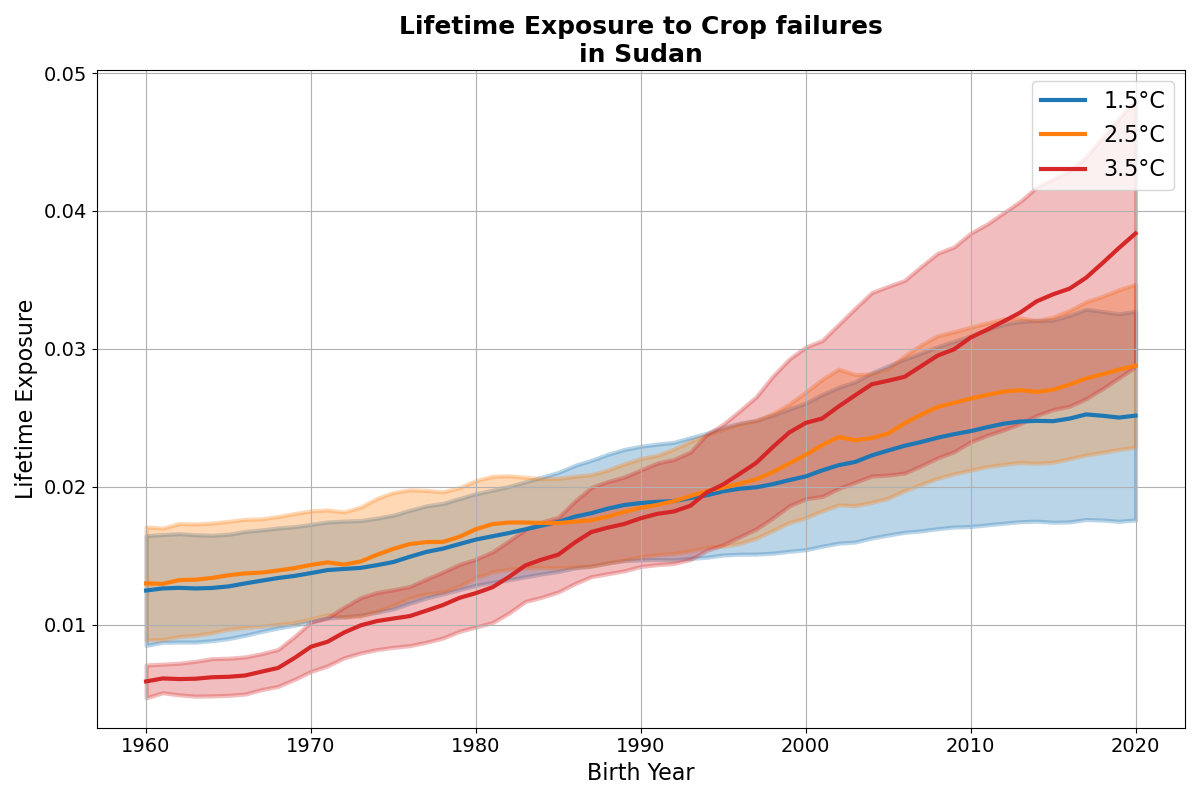 Lifetime Exposure to Crop failures
in Sudan
Lifetime Exposure
0.05
0.04
0.03
0.02
0.01
1.5°C
2.5°C
3.5°C
1960
1970
1980
1990
2000
2010
2020
Birth Year